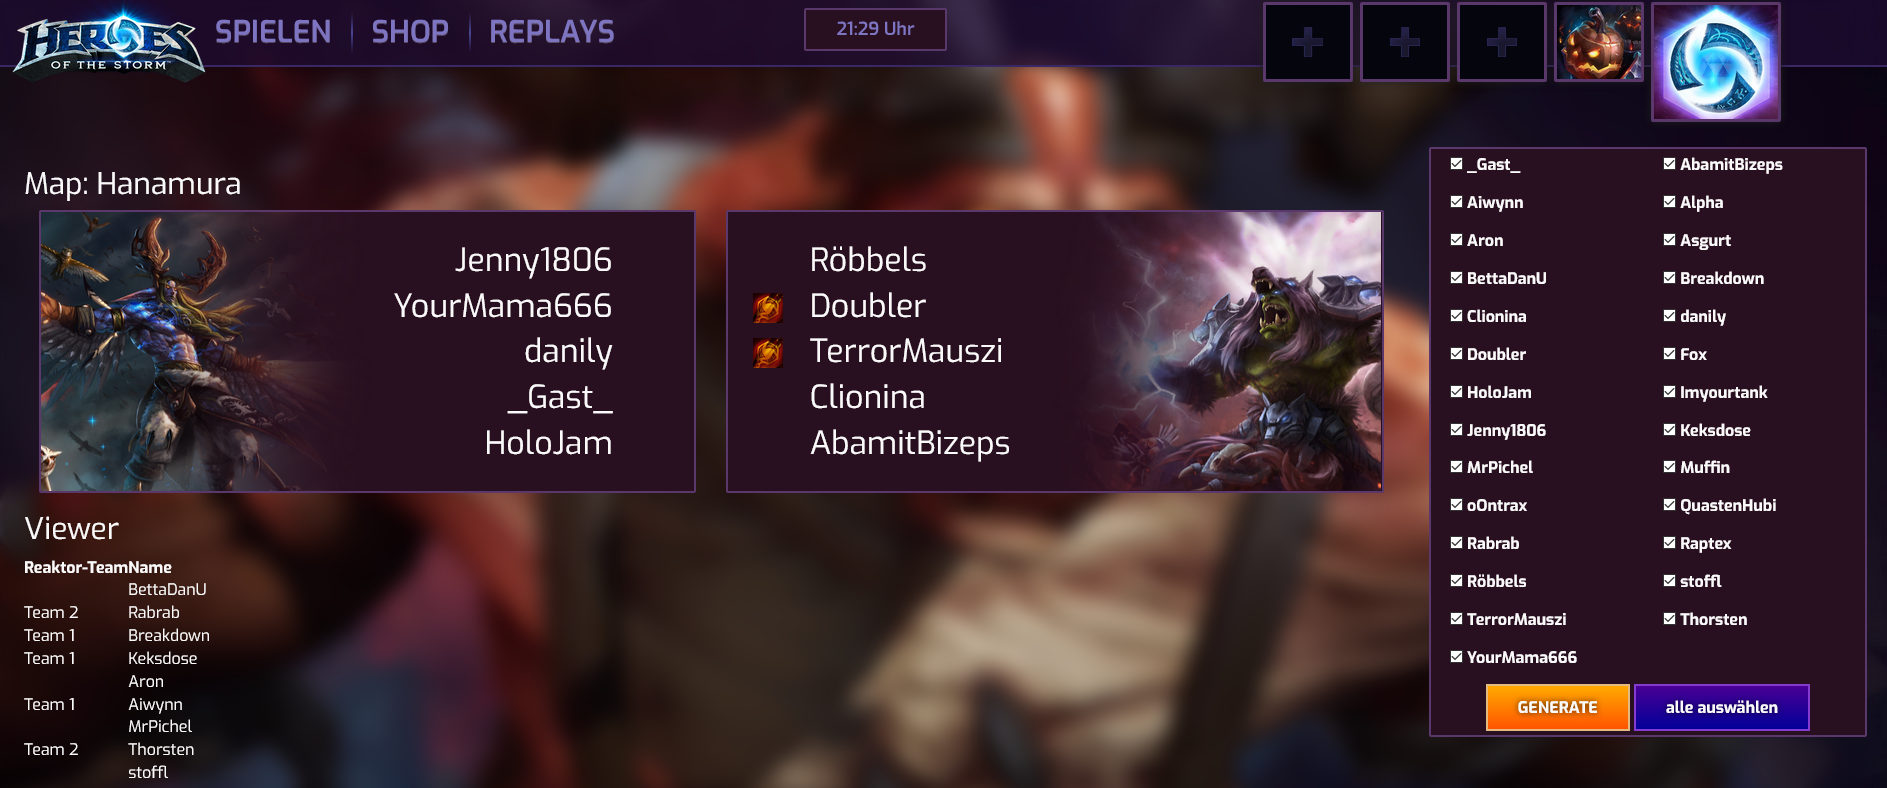 HEROES
OF THE STORM
SPIELEN
SHOP
REPLAYS
21:29 Uhr
Map: Hanamura
Jenny1806
YourMama666
danily
_Gast_
HoloJam
Röbbels
Doubler
TerrorMauszi
Clionina
AbamitBizeps
Viewer
Reaktor-TeamName
BettaDanU
Team 2 Rabrab
Team 1 Breakdown
Team 1 Keksdose
Aron
Team 1 Aiwynn
MrPichel
Team 2 Thorsten
stoffl
_Gast_ AbamitBizeps
Aiwynn Alpha
Aron Asgurt
BettaDanU Breakdown
Clionina danily
Doubler Fox
HoloJam Imyourtank
Jenny1806 Keksdose
MrPichel Muffin
oOntrax QuastenHubi
Rabrab Raptex
Röbbels stoffl
TerrorMauszi Thorsten
YourMama666
GENERATE alle auswählen